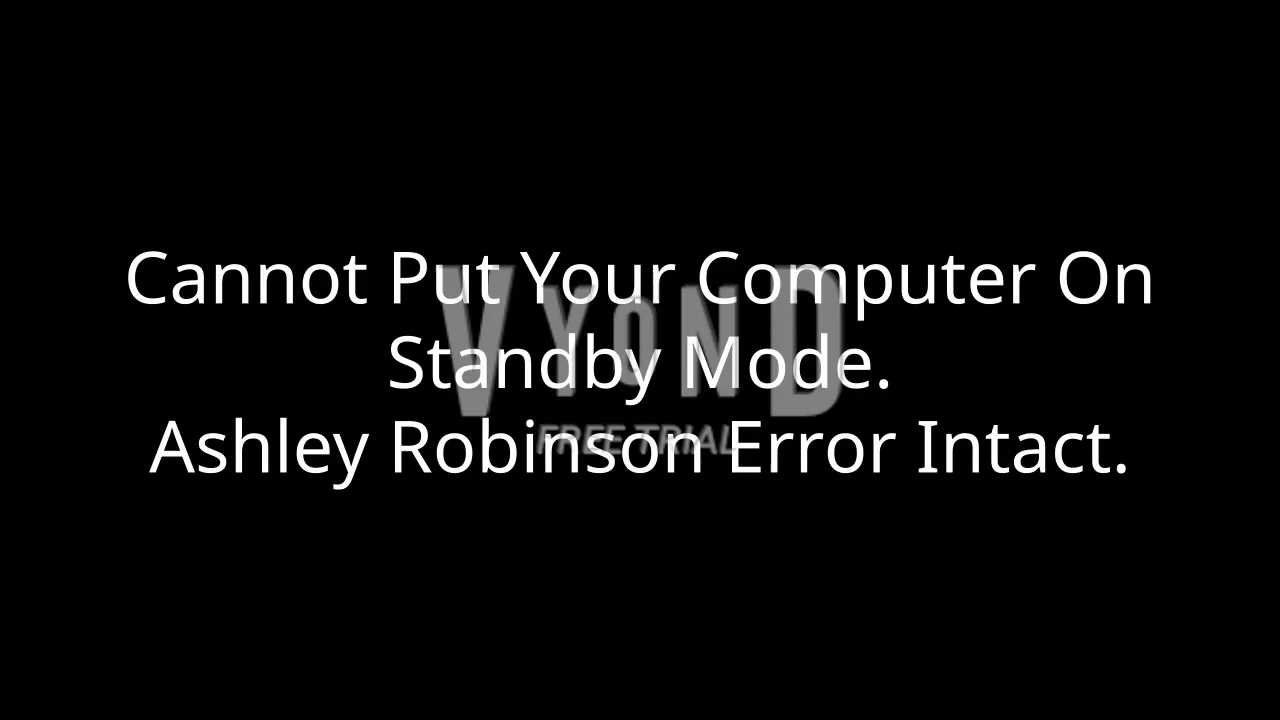 Cannot Put Your Computer On
Standby Mode.
Ashley Robinson Error Intact.
VYOND
FREE TRIAL